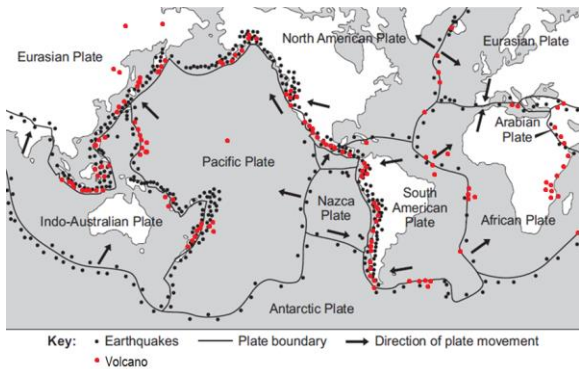 North American Plate
Eurasian Plate
Eurasian Plate
Arabian
Plate
Pacific Plate
Indo-Australian Plate
Nazca
Plate
South
American
Plate
African Plate
Antarctic Plate
Key: Earthquakes Plate boundary Direction of plate movement
Volcano